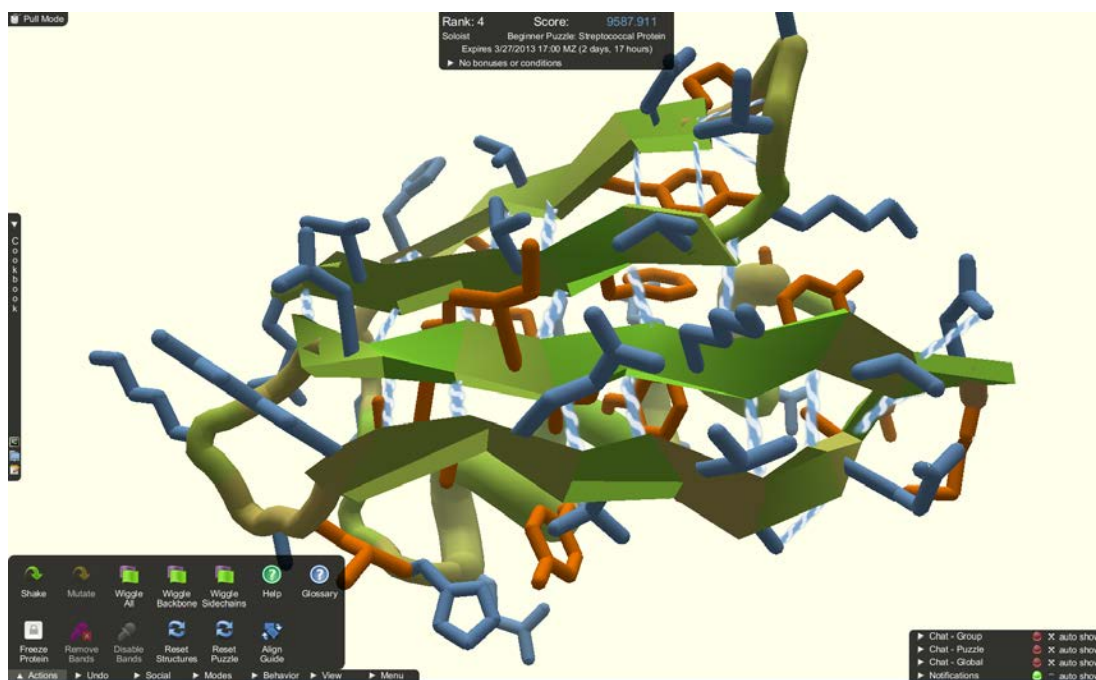 Pull Mode
Rank: 4 Score: 9587.911
Soloist Beginner Puzzle: Streptococcal Protein
Expires 3/27/2013 17:00 MZ (2 days, 17 hours)
► No bonuses or conditions
▼ Cookbook
Shake Mutate Wiggle All Wiggle Backbone Wiggle Sidechains Help Glossary
Freeze Protein Remove Bands Disable Bands Reset Structures Reset Puzzle Align Guide
▲ Actions ► Undo ► Social ► Modes ► Behavior ► View ► Menu
► Chat - Group X auto show
► Chat - Puzzle X auto show
► Chat - Global X auto show
► Notifications – auto show